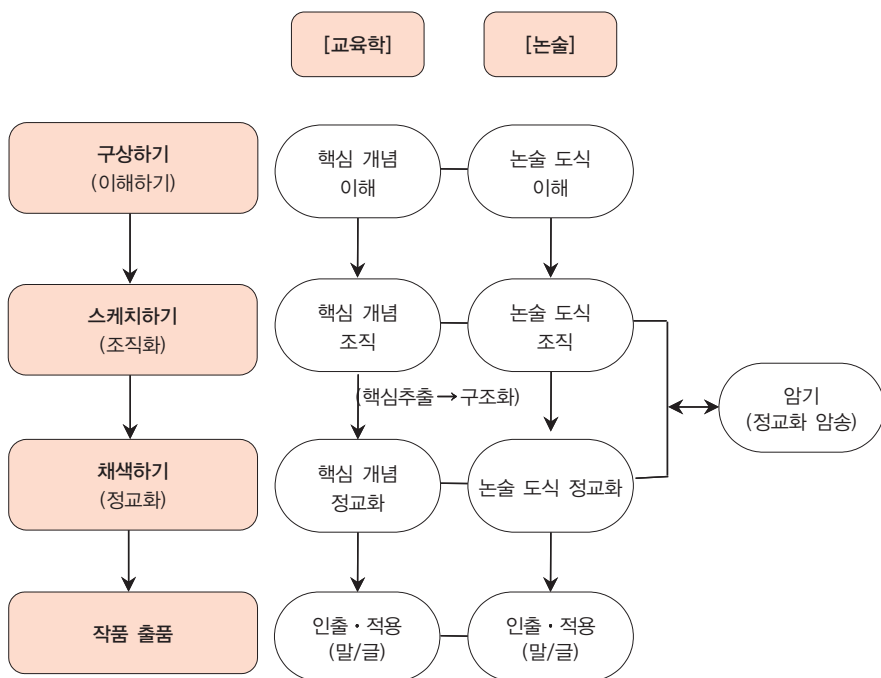 [교육학]
[논술]
구상하기
(이해하기)
핵심 개념
이해
논술 도식
이해
스케치하기
(조직화)
핵심 개념
조직
논술 도식
조직
(핵심추출→구조화)
암기
(정교화 암송)
채색하기
(정교화)
핵심 개념
정교화
논술 도식 정교화
작품 출품
인출·적용
(말/글)
인출·적용
(말/글)